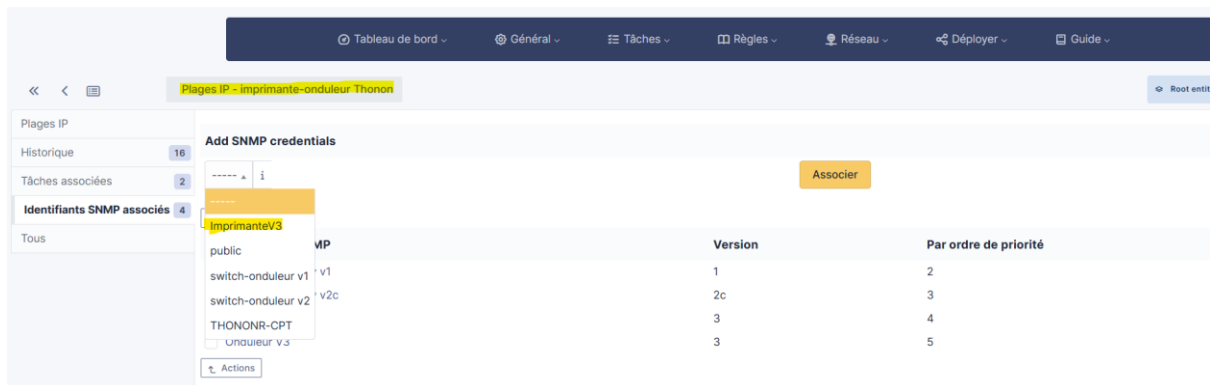 Tableau de bord Général Tâches Règles Réseau Déployer Guide
Plages IP - imprimante-onduleur Thonon
Root entit
Plages IP
Historique 16
Tâches associées 2
Identifiants SNMP associés 4
Tous
Add SNMP credentials
----- i
Associer
-----
ImprimanteV3
public
switch-onduleur v1
switch-onduleur v2
THONONR-CPT
MP Version Par ordre de priorité
v1 1 2
v2c 2c 3
3 4
Onduleur V3 3 5
Actions